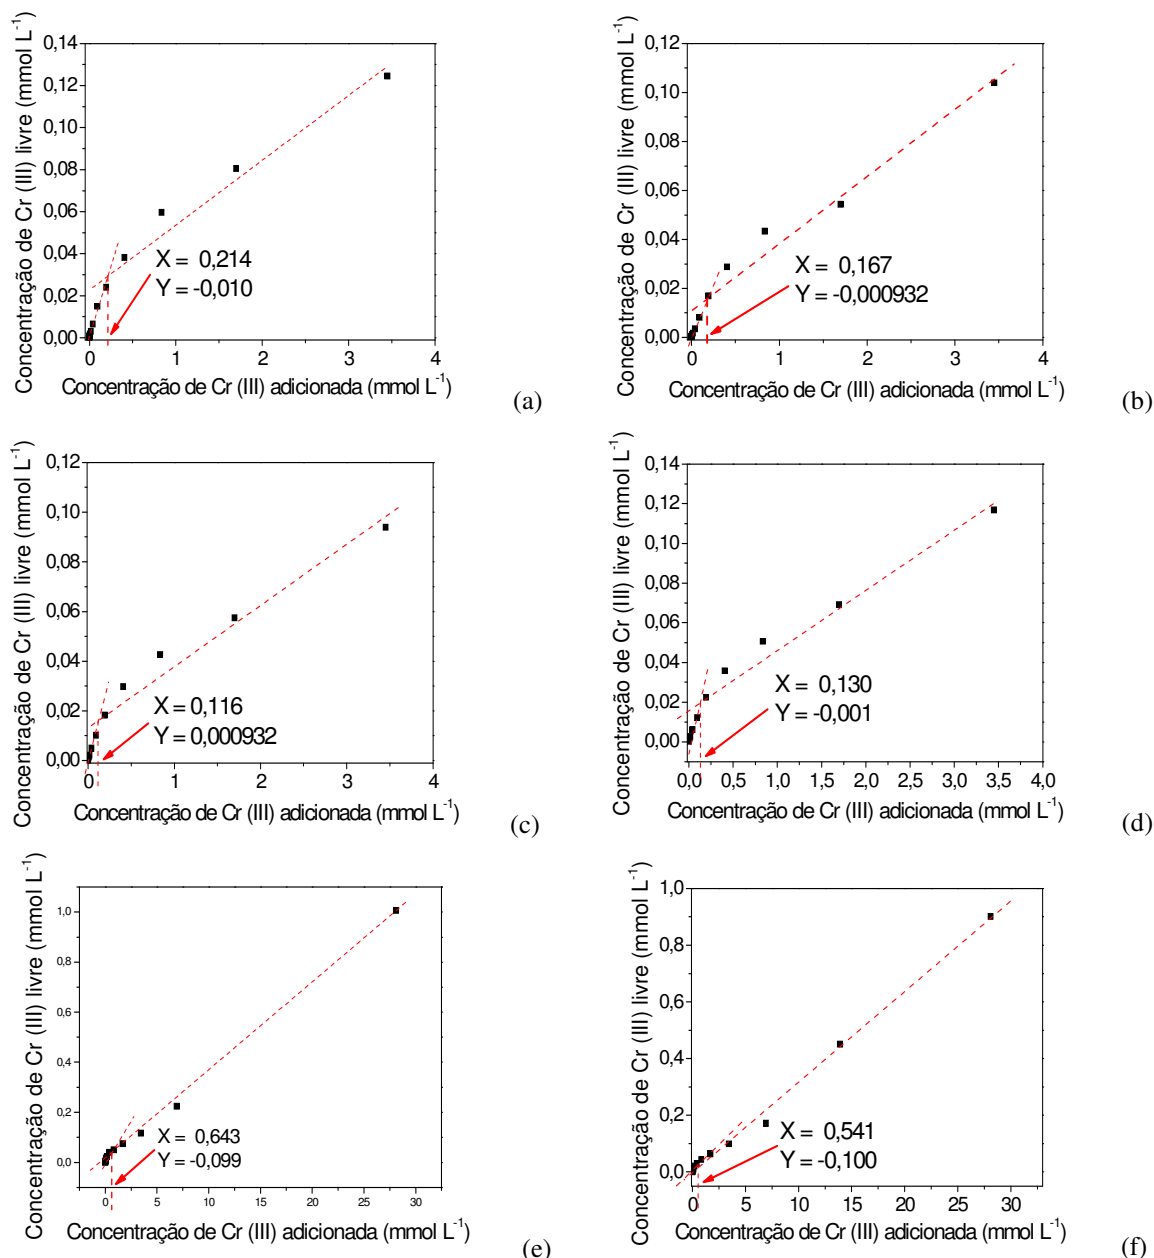 Concentração de Cr (III) livre (mmol L-1)
0,14
0,12
0,10
0,08
0,06
0,04
0,02
0,00
X = 0,214
Y = -0,010
0 1 2 3 4
Concentração de Cr (III) adicionada (mmol L-1)
(a)
Concentração de Cr (III) livre (mmol L-1)
0,12
0,10
0,08
0,06
0,04
0,02
0,00
X = 0,167
Y = -0,000932
0 1 2 3 4
Concentração de Cr (III) adicionada (mmol L-1)
(b)
Concentração de Cr (III) livre (mmol L-1)
0,12
0,10
0,08
0,06
0,04
0,02
0,00
X = 0,116
Y = 0,000932
0 1 2 3 4
Concentração de Cr (III) adicionada (mmol L-1)
(c)
Concentração de Cr (III) livre (mmol L-1)
0,14
0,12
0,10
0,08
0,06
0,04
0,02
0,00
X = 0,130
Y = -0,001
0,0 0,5 1,0 1,5 2,0 2,5 3,0 3,5 4,0
Concentração de Cr (III) adicionada (mmol L-1)
(d)
Concentração de Cr (III) livre (mmol L-1)
1,0
0,8
0,6
0,4
0,2
0,0
X = 0,643
Y = -0,099
0 5 10 15 20 25 30
Concentração de Cr (III) adicionada (mmol L-1)
(e)
Concentração de Cr (III) livre (mmol L-1)
1,0
0,8
0,6
0,4
0,2
0,0
X = 0,541
Y = -0,100
0 5 10 15 20 25 30
Concentração de Cr (III) adicionada (mmol L-1)
(f)